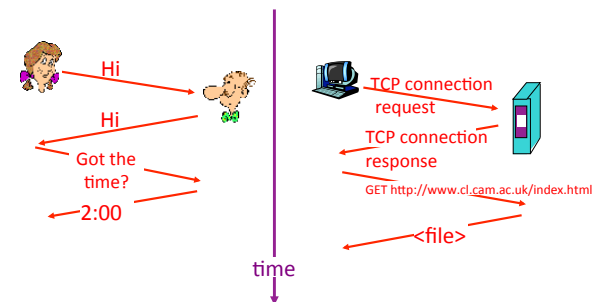 Hi
Hi
Got the
time?
2:00
TCP connection
request
TCP connection
response
GET http://www.cl.cam.ac.uk/index.html
<file>
time